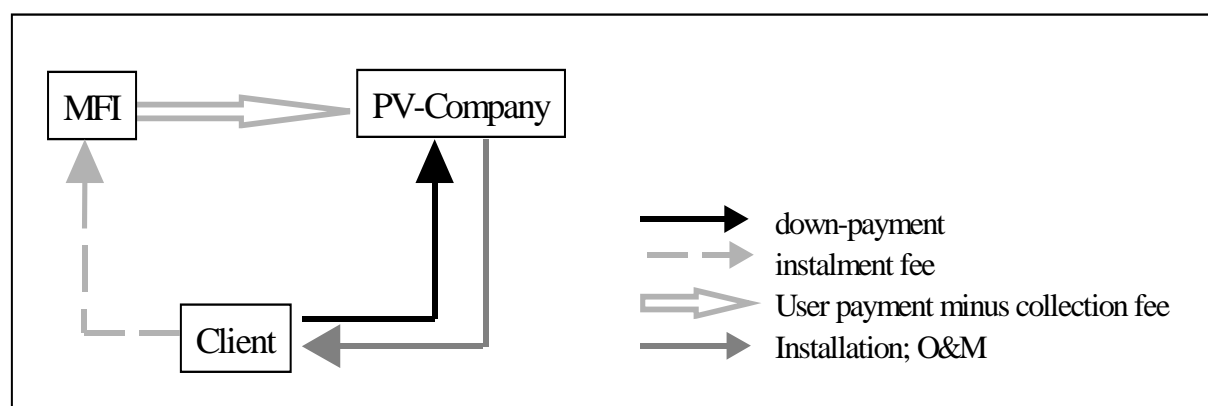 MFI
PV-Company
Client
down-payment
instalment fee
User payment minus collection fee
Installation; O&M